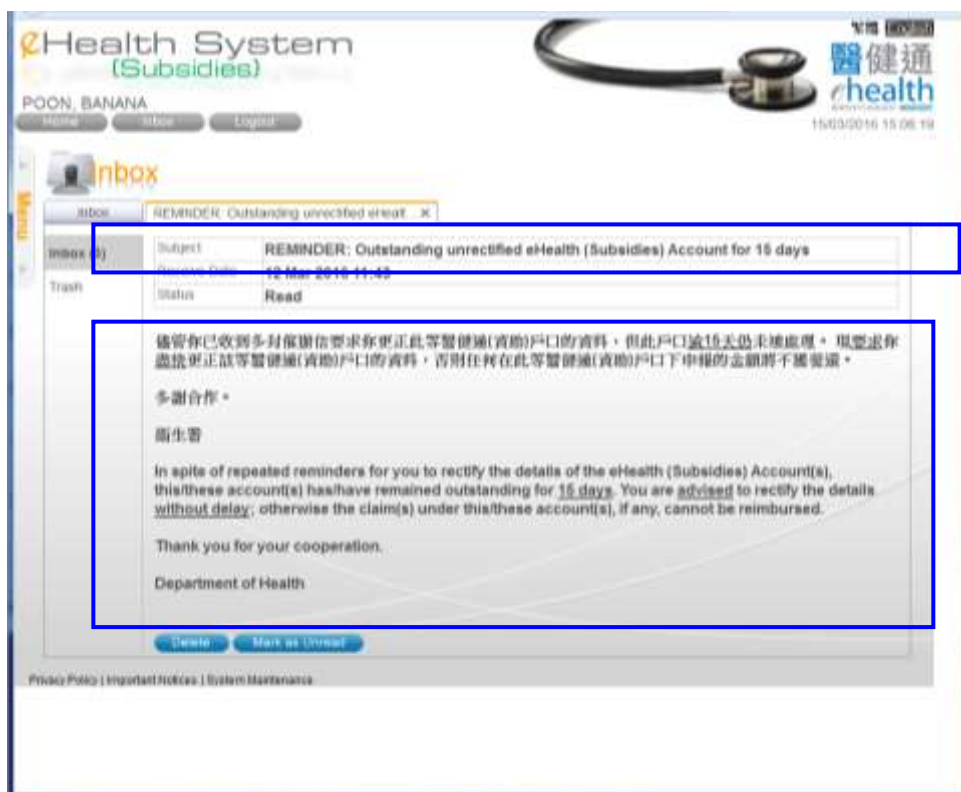 eHealth System
(Subsidies)
繁體 English
醫健通
ehealth
POON, BANANA
Home Inbox Logout
15/03/2016 15:06:19
Inbox
Menu
Inbox
REMINDER: Outstanding unrectified eHealt... X
Inbox (0)
Trash
Subject REMINDER: Outstanding unrectified eHealth (Subsidies) Account for 15 days
Receive Date 12 Mar 2016 11:43
Status Read
儘管你已收到多封催辦信要求你更正此等醫健通(資助)戶口的資料，但此戶口逾15天仍未被處理。 現要求你
盡快更正該等醫健通(資助)戶口的資料，否則任何在此等醫健通(資助)戶口下申報的金額將不獲發還。
多謝合作。
衞生署
In spite of repeated reminders for you to rectify the details of the eHealth (Subsidies) Account(s),
this/these account(s) has/have remained outstanding for 15 days. You are advised to rectify the details
without delay; otherwise the claim(s) under this/these account(s), if any, cannot be reimbursed.
Thank you for your cooperation.
Department of Health
Delete Mark as Unread
Privacy Policy | Important Notices | System Maintenance